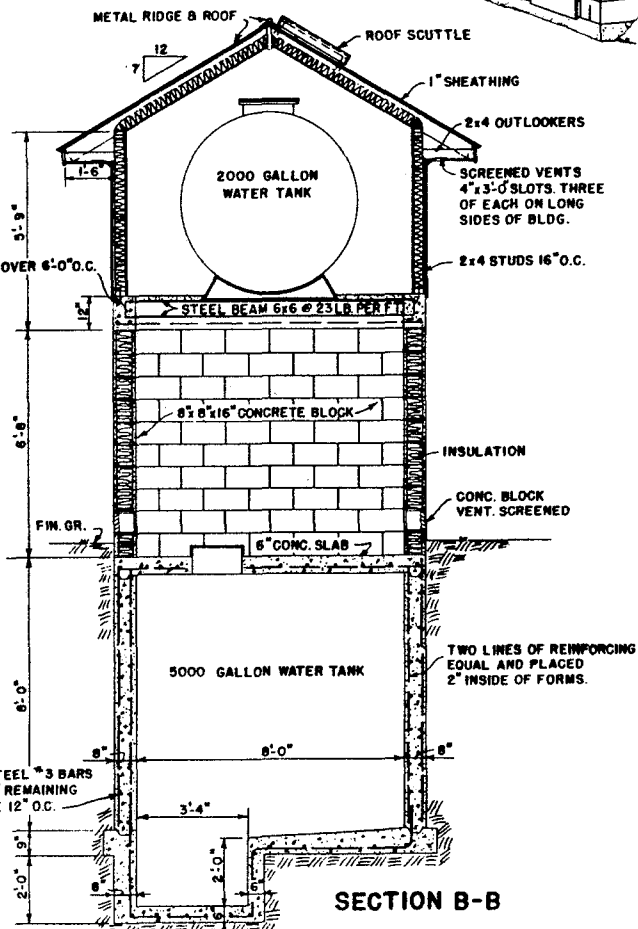 METAL RIDGE & ROOF
ROOF SCUTTLE
12
7
1" SHEATHING
2x4 OUTLOOKERS
1'-6"
2000 GALLON
WATER TANK
SCREENED VENTS
4"x3'-0" SLOTS. THREE
OF EACH ON LONG
SIDES OF BLDG.
5'-9"
2x4 STUDS 16" O.C.
OVER 6'-0" O.C.
12"
STEEL BEAM 6x6 @ 23 LB. PER FT.
6'-8"
8"x8"x16" CONCRETE BLOCK
INSULATION
CONC. BLOCK
VENT. SCREENED
FIN. GR.
6" CONC. SLAB
5000 GALLON WATER TANK
TWO LINES OF REINFORCING
EQUAL AND PLACED
2" INSIDE OF FORMS.
8'-0"
8"
8'-0"
8"
TEEL #3 BARS
REMAINING
12" O.C.
3'-4"
9"
2'-0"
2'-0"
8"
6"
6"
SECTION B-B